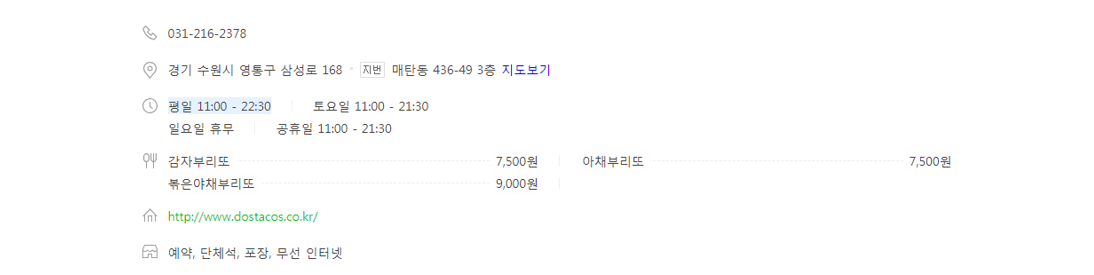 031-216-2378
경기 수원시 영통구 삼성로 168 지번 매탄동 436-49 3층 지도보기
평일 11:00 - 22:30 토요일 11:00 - 21:30
일요일 휴무 공휴일 11:00 - 21:30
감자부리또 7,500원 아채부리또 7,500원
볶은야채부리또 9,000원
http://www.dostacos.co.kr/
예약, 단체석, 포장, 무선 인터넷